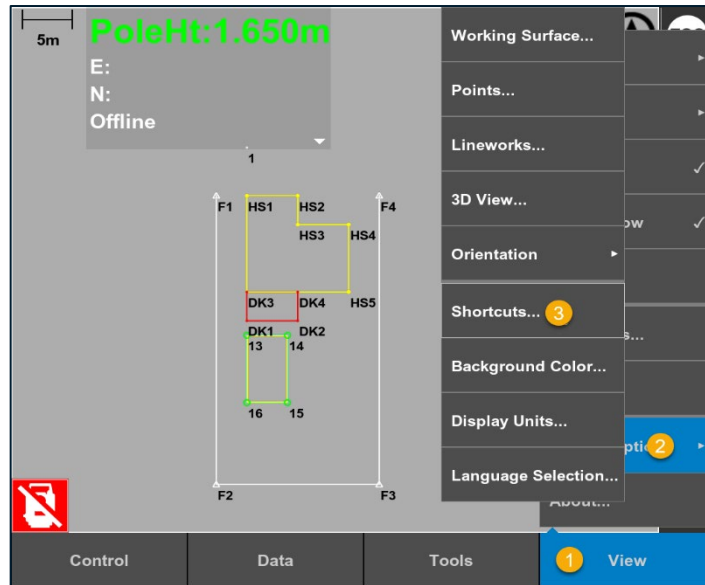 5m
PoleHt:1.650m
E:
N:
Offline
1
F1 HS1 HS2 F4
HS3 HS4
DK3 DK4 HS5
DK1 DK2
13 14
16 15
F2 F3
Working Surface...
Points...
Lineworks...
3D View...
Orientation
Shortcuts... 3
Background Color...
Display Units...
Language Selection...
2
About...
Control Data Tools 1 View